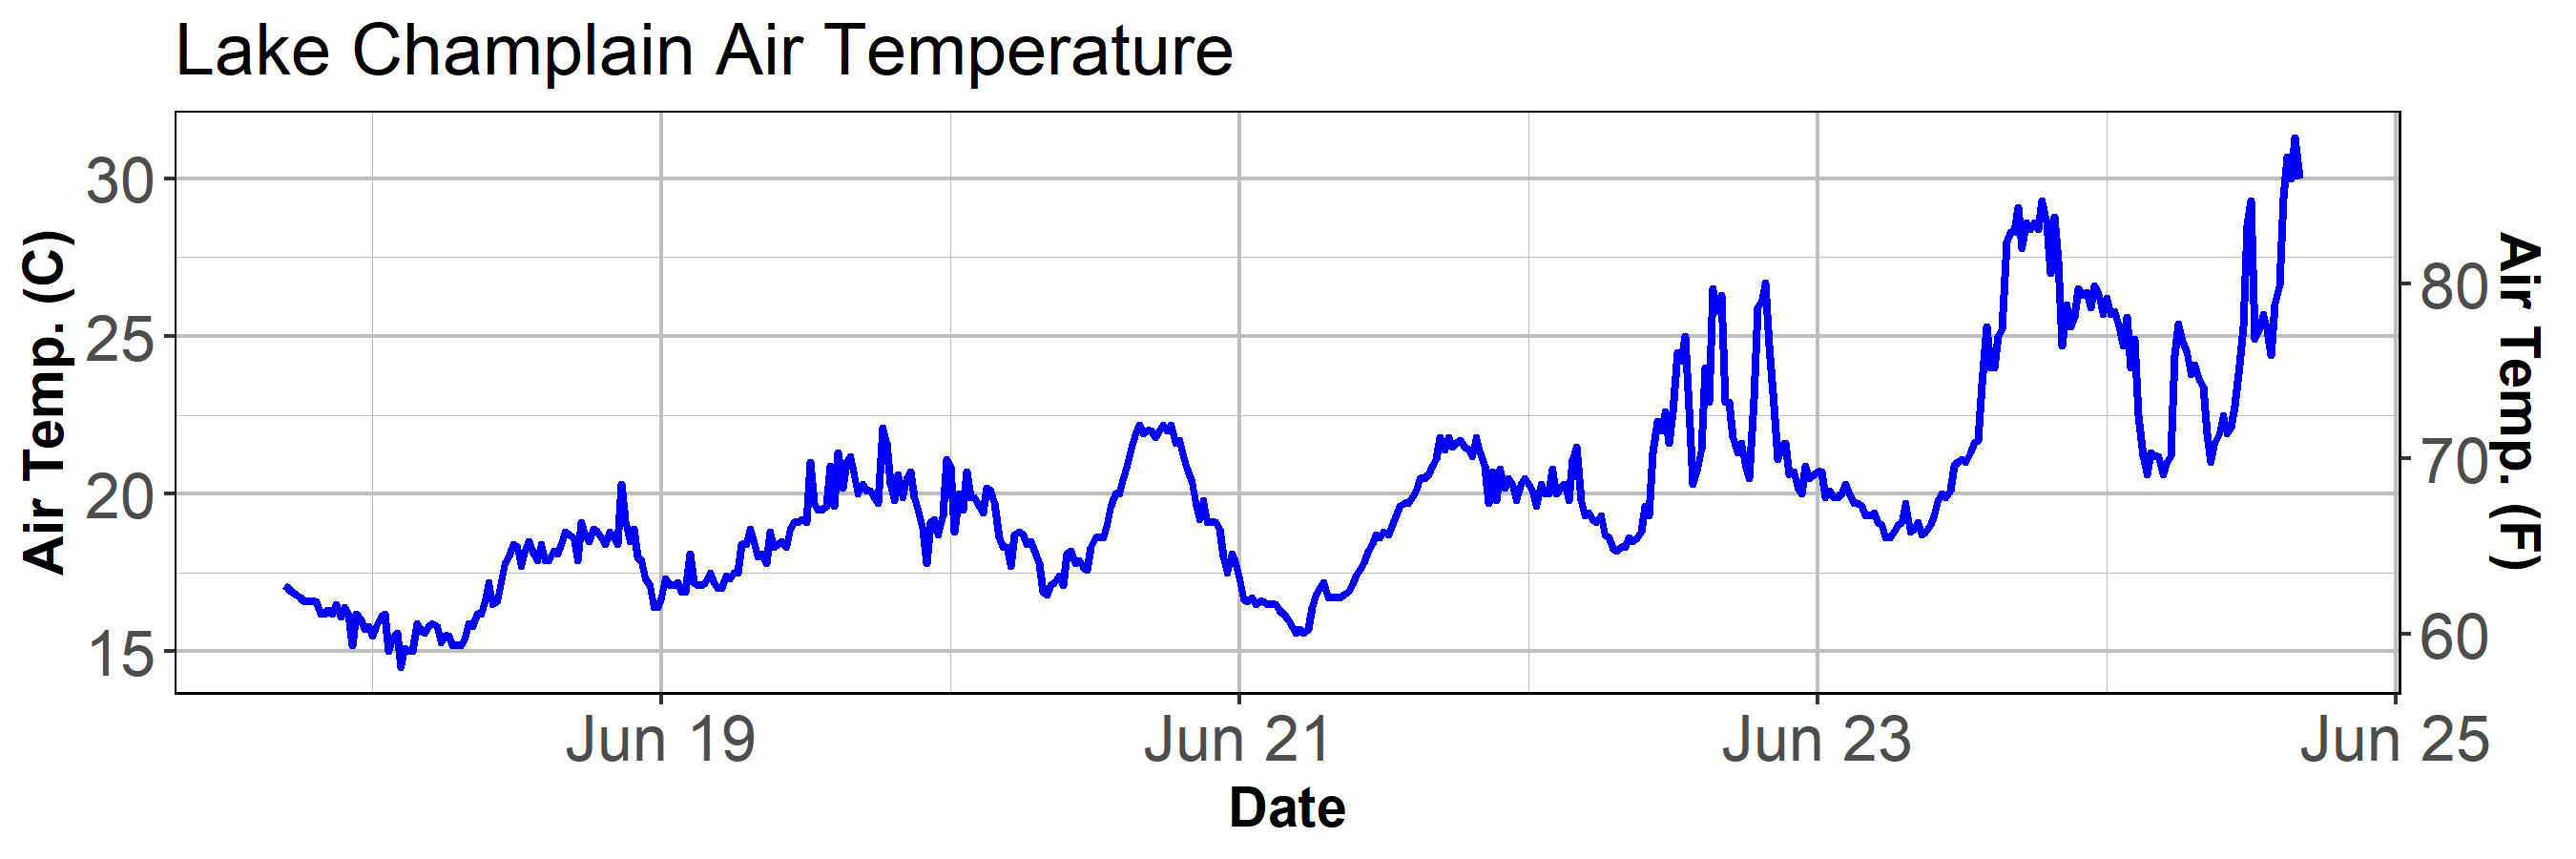 Lake Champlain Air Temperature
Air Temp. (C)
30
25
20
15
80
70
60
Air Temp. (F)
Jun 19
Jun 21
Jun 23
Jun 25
Date